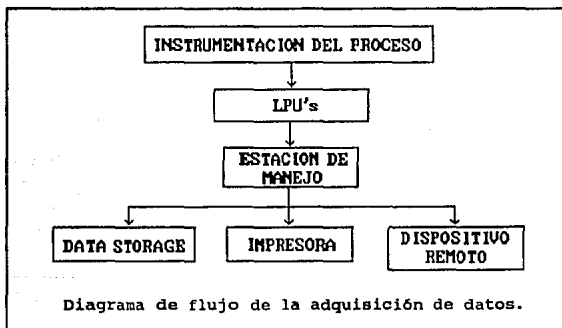 INSTRUMENTACION DEL PROCESO
LPU's
ESTACION DE
MANEJO
DATA STORAGE
IMPRESORA
DISPOSITIVO
REMOTO
Diagrama de flujo de la adquisición de datos.